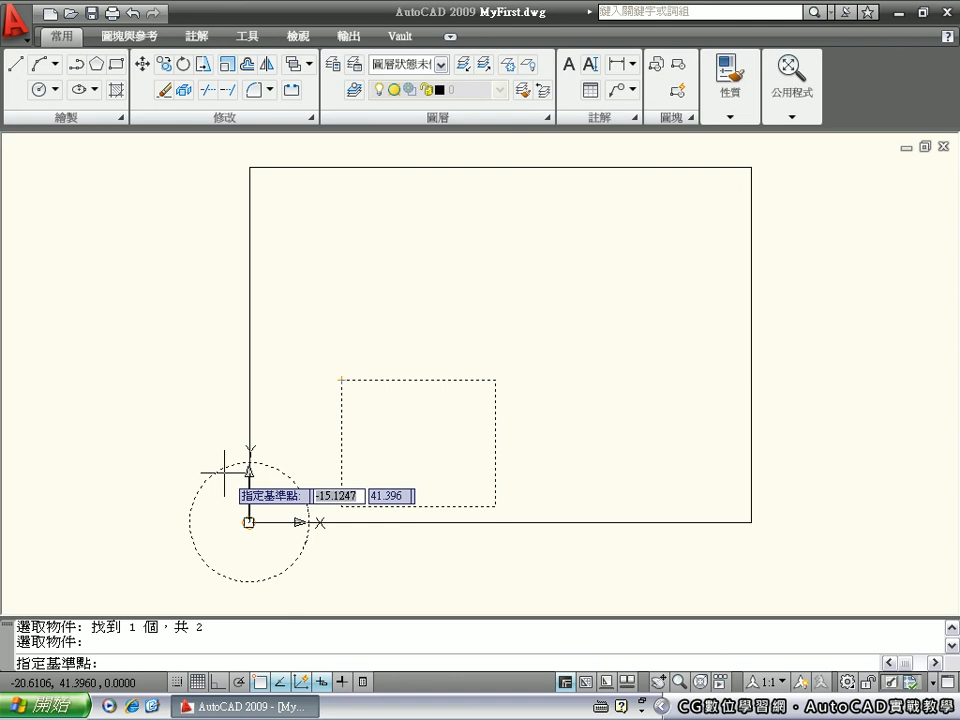 AutoCAD 2009 MyFirst.dwg
鍵入關鍵字或詞組
常用 圖塊與參考 註解 工具 檢視 輸出 Vault
圖層狀態未
0
性質
公用程式
繪製 修改 圖層 註解 圖塊
Y
指定基準點: -15.1247 41.396
X
選取物件: 找到 1 個，共 2
選取物件:
指定基準點:
-20.6106, 41.3960, 0.0000
1:1
開始
AutoCAD 2009 - [My...
CG數位學習網・AutoCAD實戰教學